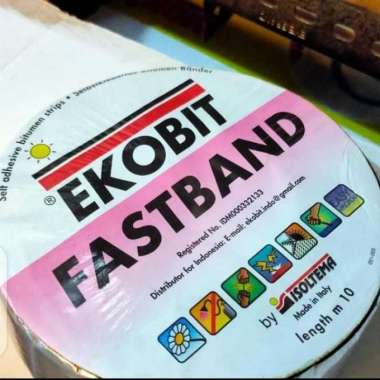 Self adhesive bitumen strips • Selbstklebende Bitumen Bänder
® EKOBIT
FASTBAND
Registered No. IDM000332133
Distributor for Indonesia: E-mail: ekobit.indo@gmail.com
by ISOLTEMA
Made in Italy
length m 10